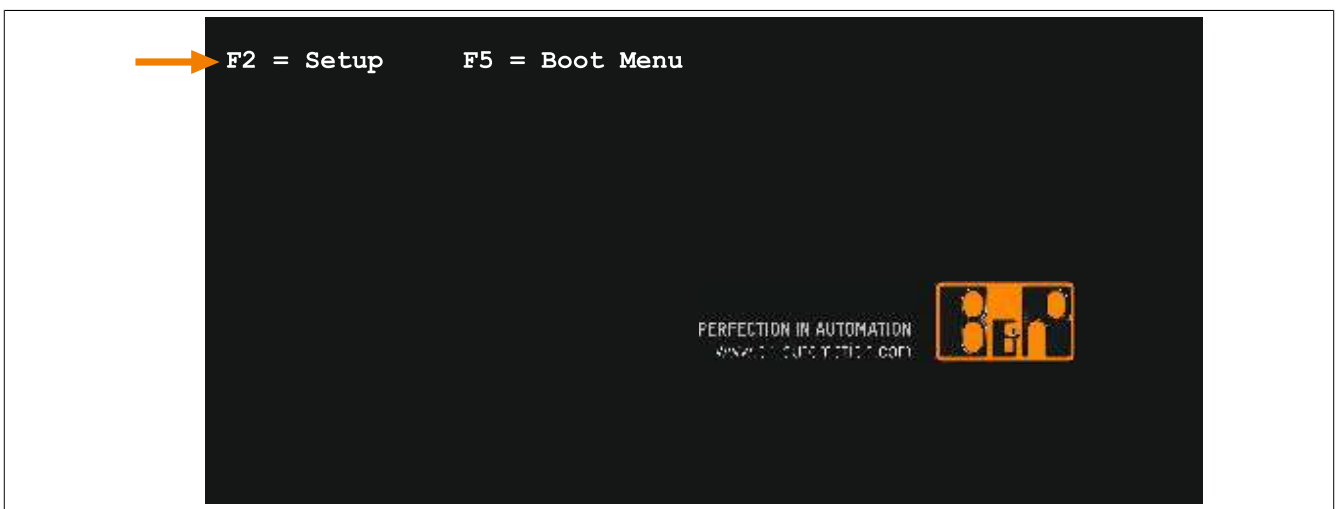 F2 = Setup F5 = Boot Menu
PERFECTION IN AUTOMATION
B&R